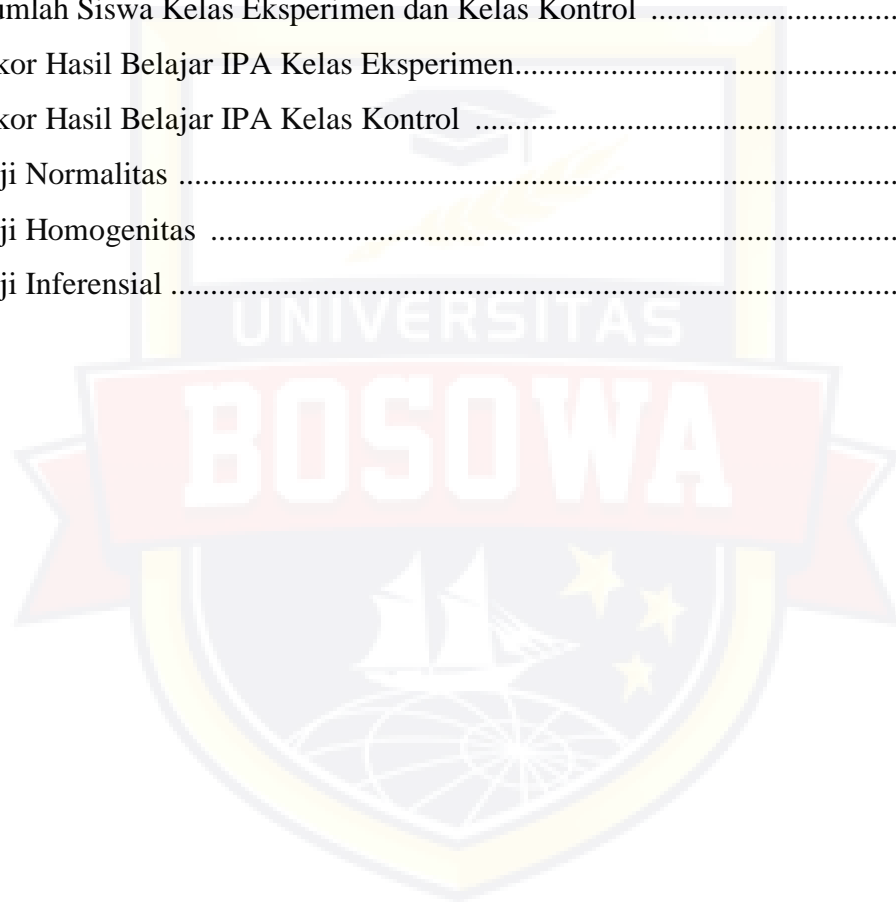 umlah Siswa Kelas Eksperimen dan Kelas Kontrol ................................................
kor Hasil Belajar IPA Kelas Eksperimen................................................................
kor Hasil Belajar IPA Kelas Kontrol ......................................................................
ji Normalitas ............................................................................................................
ji Homogenitas ........................................................................................................
ji Inferensial .............................................................................................................
UNIVERSITAS
BOSOWA